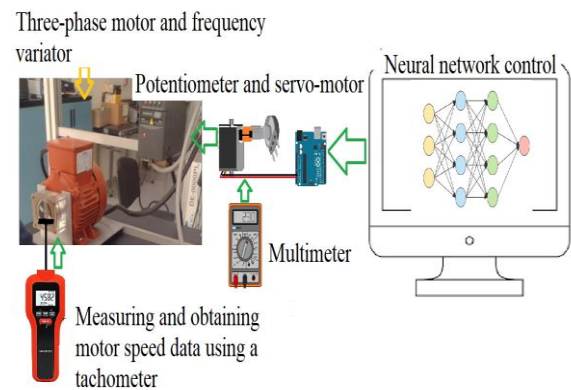 Three-phase motor and frequency
variator
Potentiometer and servo-motor
Neural network control
Multimeter
Measuring and obtaining
motor speed data using a
tachometer